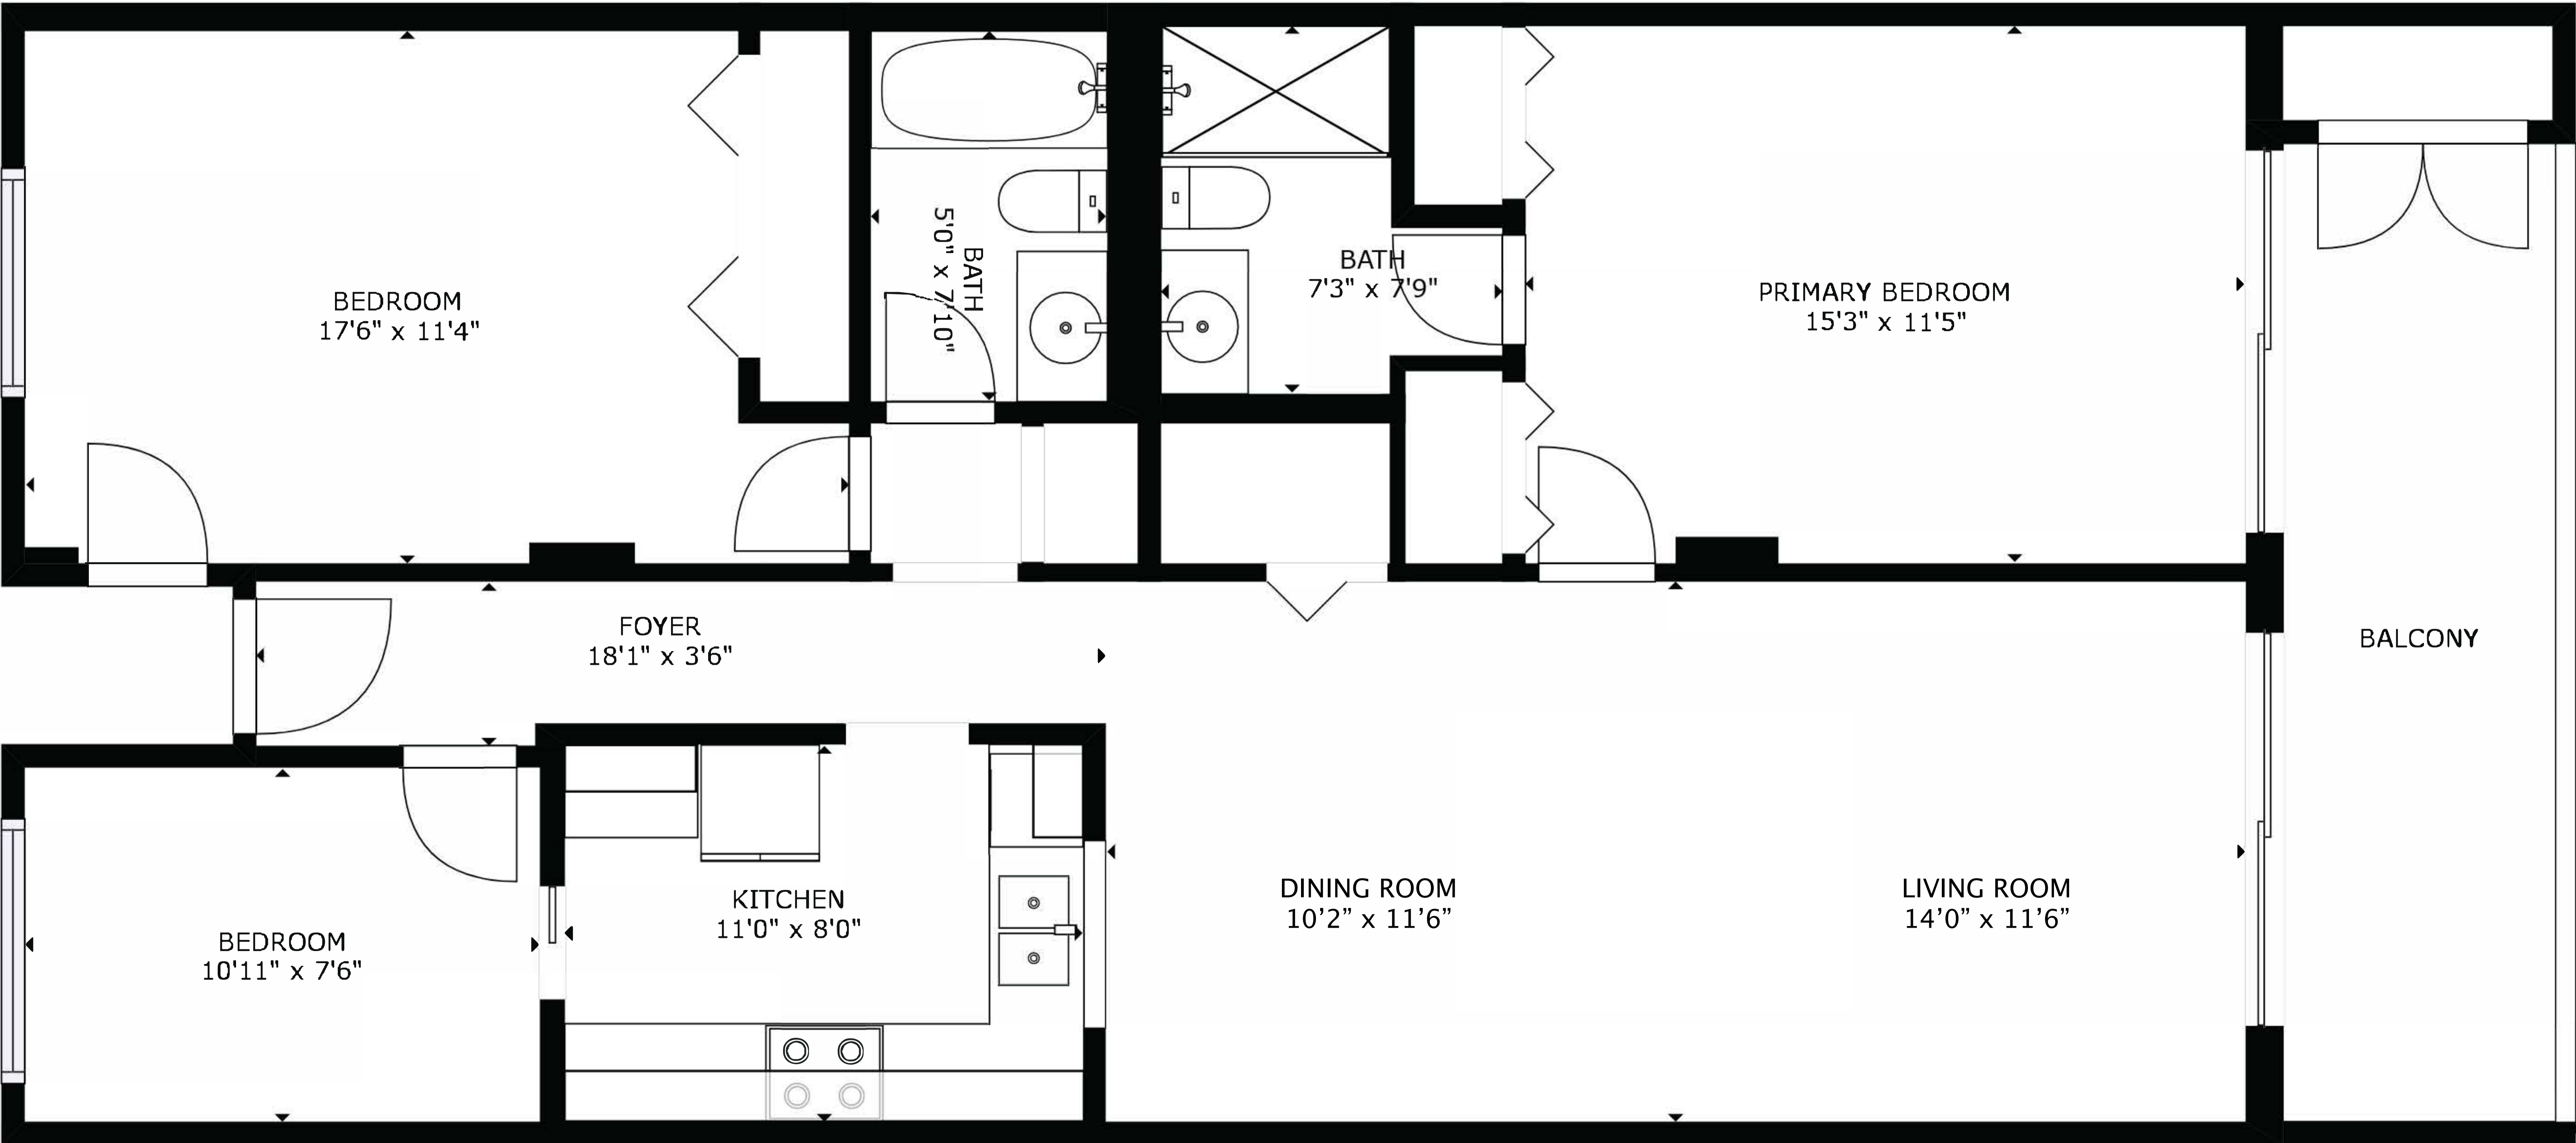 BEDROOM
17'6" x 11'4"
BATH
5'0" x 7'10"
BATH
7'3" x 7'9"
PRIMARY BEDROOM
15'3" x 11'5"
FOYER
18'1" x 3'6"
BALCONY
BEDROOM
10'11" x 7'6"
KITCHEN
11'0" x 8'0"
DINING ROOM
10’2” x 11’6”
LIVING ROOM
14’0” x 11’6”